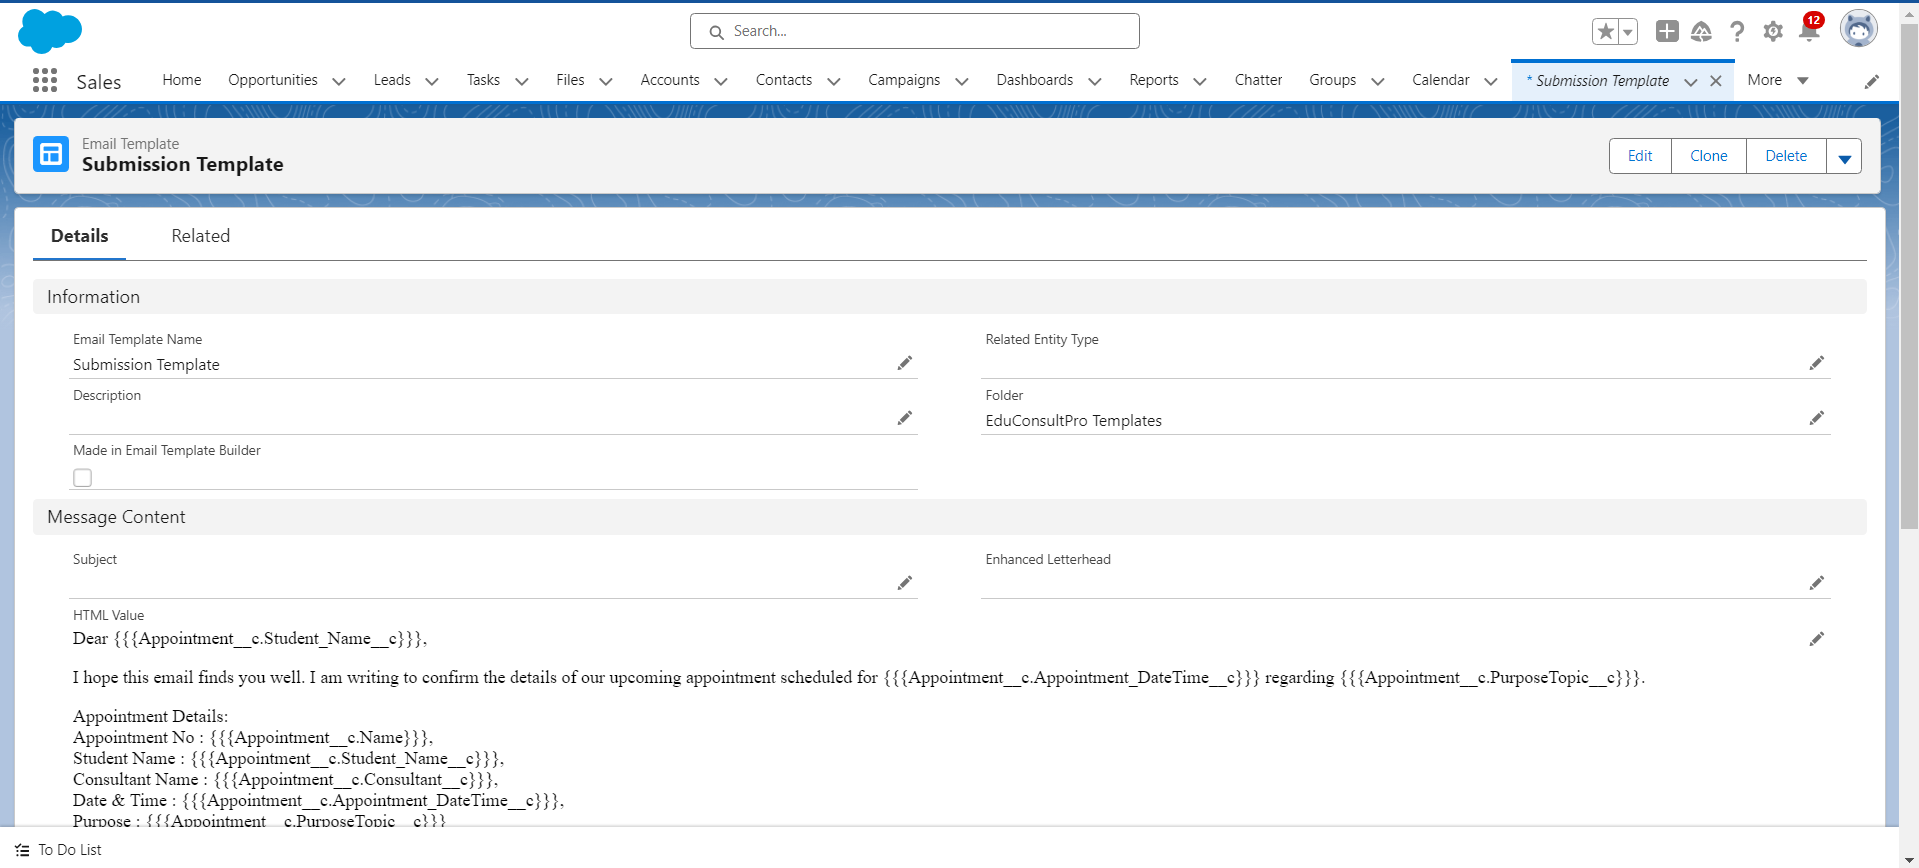 Search...
12
Sales
Home Opportunities Leads Tasks Files Accounts Contacts Campaigns Dashboards Reports Chatter Groups Calendar * Submission Template More
Email Template
Submission Template
Edit Clone Delete
Details Related
Information
Email Template Name
Related Entity Type
Submission Template
Description
Folder
EduConsultPro Templates
Made in Email Template Builder
Message Content
Subject
Enhanced Letterhead
HTML Value
Dear {{{Appointment__c.Student_Name__c}}},
I hope this email finds you well. I am writing to confirm the details of our upcoming appointment scheduled for {{{Appointment__c.Appointment_DateTime__c}}} regarding {{{Appointment__c.PurposeTopic__c}}}.
Appointment Details:
Appointment No : {{{Appointment__c.Name}}},
Student Name : {{{Appointment__c.Student_Name__c}}},
Consultant Name : {{{Appointment__c.Consultant__c}}},
Date & Time : {{{Appointment__c.Appointment_DateTime__c}}},
Purpose : {{{Appointment__c.PurposeTopic__c}}}
To Do List